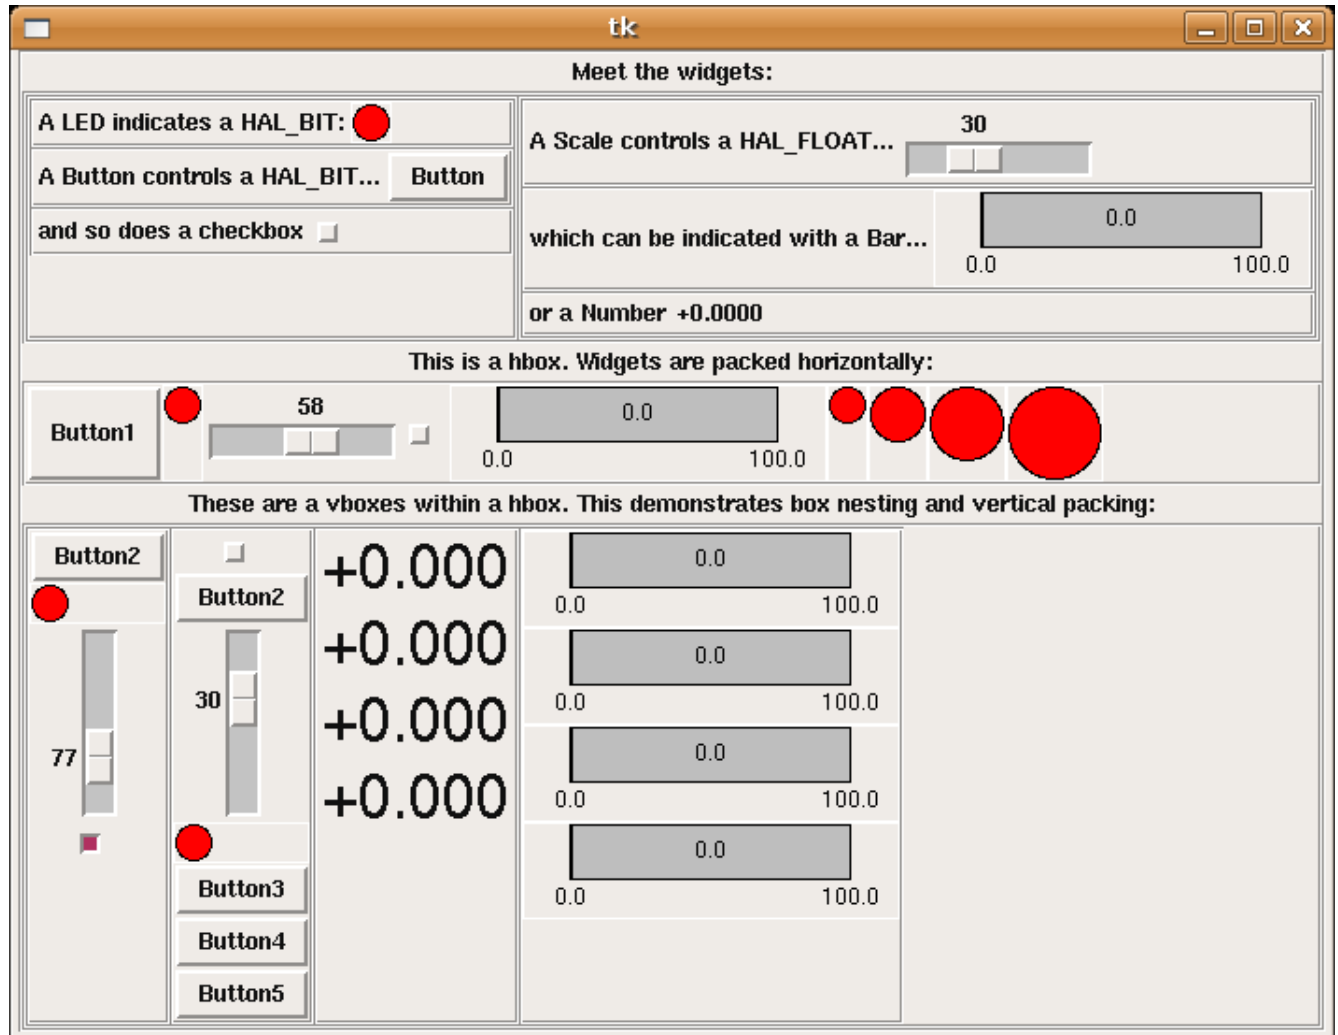 tk
Meet the widgets:
A LED indicates a HAL_BIT:
A Button controls a HAL_BIT... Button
and so does a checkbox
30
A Scale controls a HAL_FLOAT...
0.0
which can be indicated with a Bar...
0.0 100.0
or a Number +0.0000
This is a hbox. Widgets are packed horizontally:
Button1
58
0.0
0.0 100.0
These are a vboxes within a hbox. This demonstrates box nesting and vertical packing:
Button2
77
Button2
30
Button3
Button4
Button5
+0.000
+0.000
+0.000
+0.000
0.0
0.0 100.0
0.0
0.0 100.0
0.0
0.0 100.0
0.0
0.0 100.0